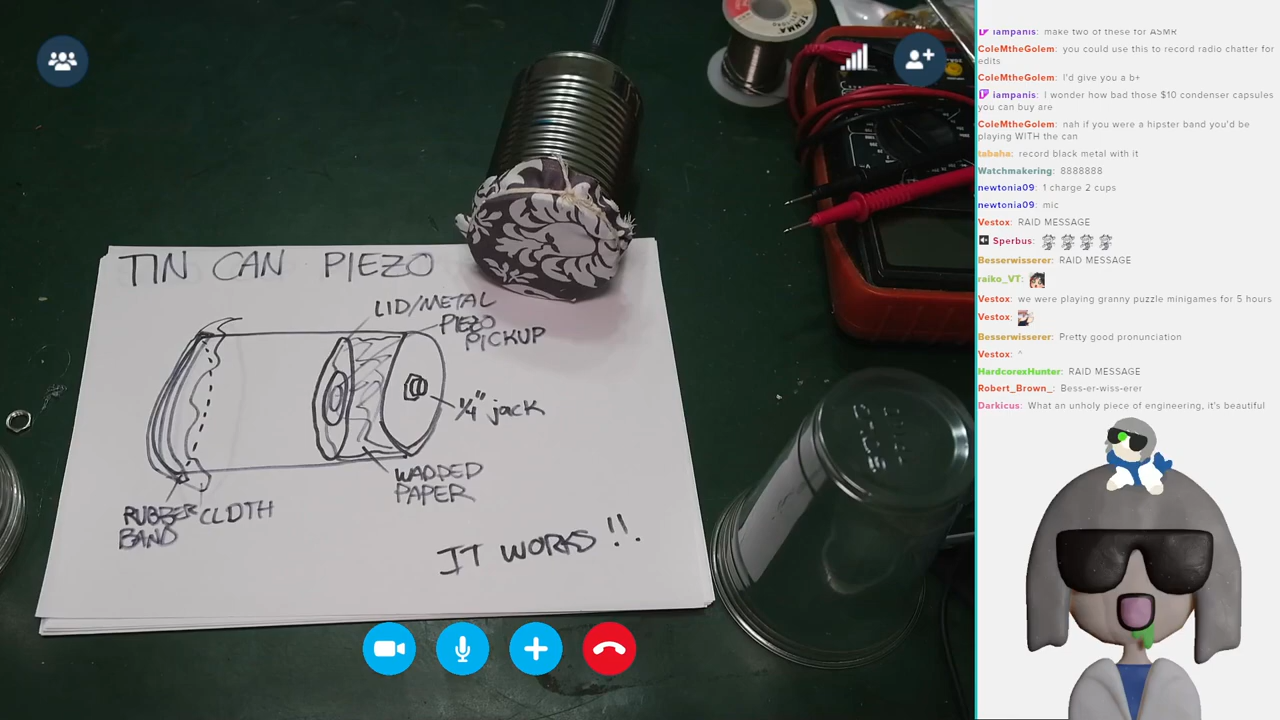 TIN CAN PIEZO
LID/METAL
PIEZO
PICKUP
1/4" jack
WADDED
PAPER
RUBBER
BAND
CLOTH
IT WORKS!!
TENMA
iampanis: make two of these for ASMR
ColeMtheGolem: you could use this to record radio chatter for
edits
ColeMtheGolem: I'd give you a b+
iampanis: I wonder how bad those $10 condenser capsules
you can buy are
ColeMtheGolem: nah if you were a hipster band you'd be
playing WITH the can
tabaha: record black metal with it
Watchmakering: 8888888
newtonia09: 1 charge 2 cups
newtonia09: mic
Vestox: RAID MESSAGE
Sperbus:
Besserwisserer: RAID MESSAGE
raiko_VT:
Vestox: we were playing granny puzzle minigames for 5 hours
Vestox:
Besserwisserer: Pretty good pronunciation
Vestox: ^
HardcorexHunter: RAID MESSAGE
Robert_Brown_: Bess-er-wiss-erer
Darkicus: What an unholy piece of engineering, it's beautiful